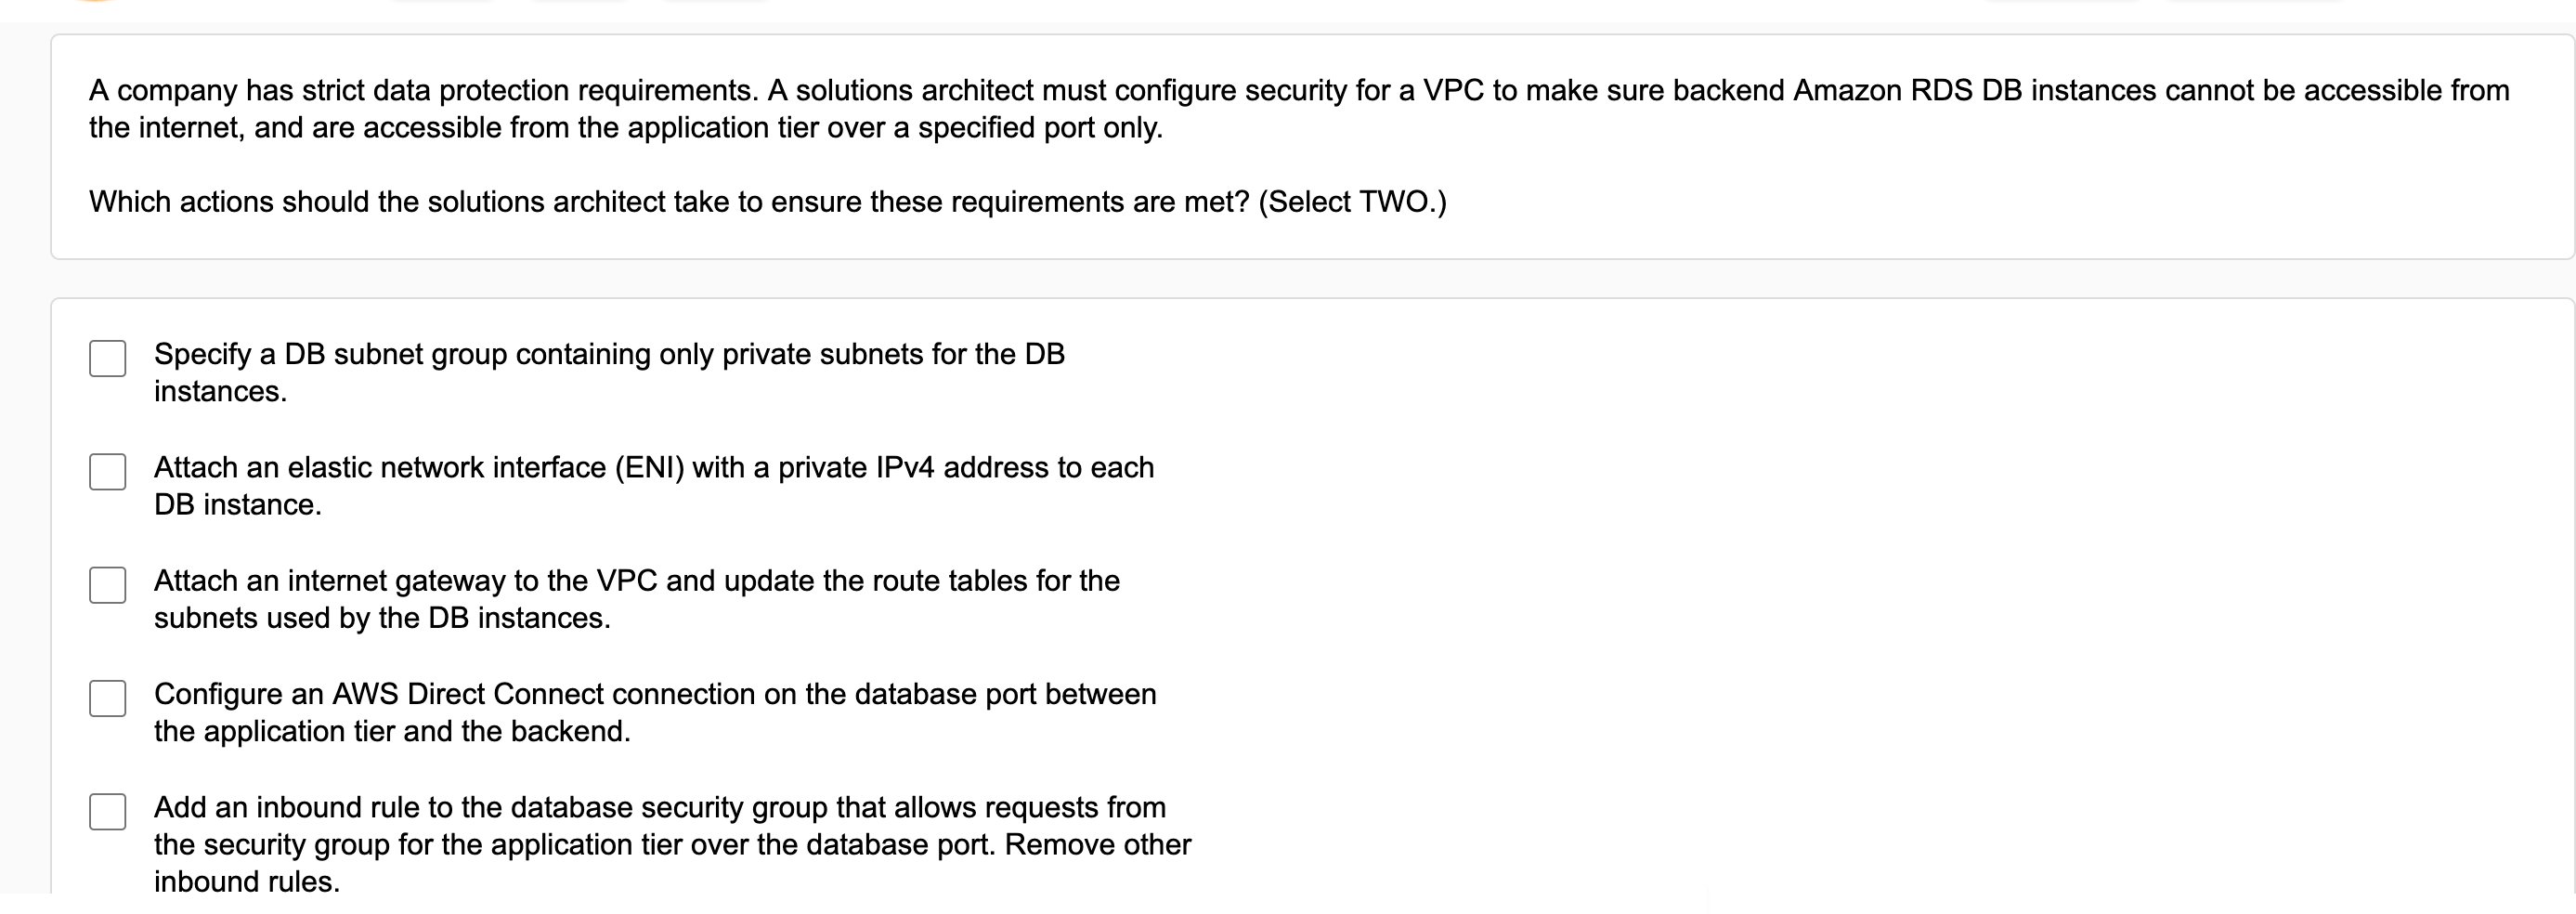 A company has strict data protection requirements. A solutions architect must configure security for a VPC to make sure backend Amazon RDS DB instances cannot be accessible from
the internet, and are accessible from the application tier over a specified port only.
Which actions should the solutions architect take to ensure these requirements are met? (Select TWO.)
Specify a DB subnet group containing only private subnets for the DB
instances.
Attach an elastic network interface (ENI) with a private IPv4 address to each
DB instance.
Attach an internet gateway to the VPC and update the route tables for the
subnets used by the DB instances.
Configure an AWS Direct Connect connection on the database port between
the application tier and the backend.
Add an inbound rule to the database security group that allows requests from
the security group for the application tier over the database port. Remove other
inbound rules.